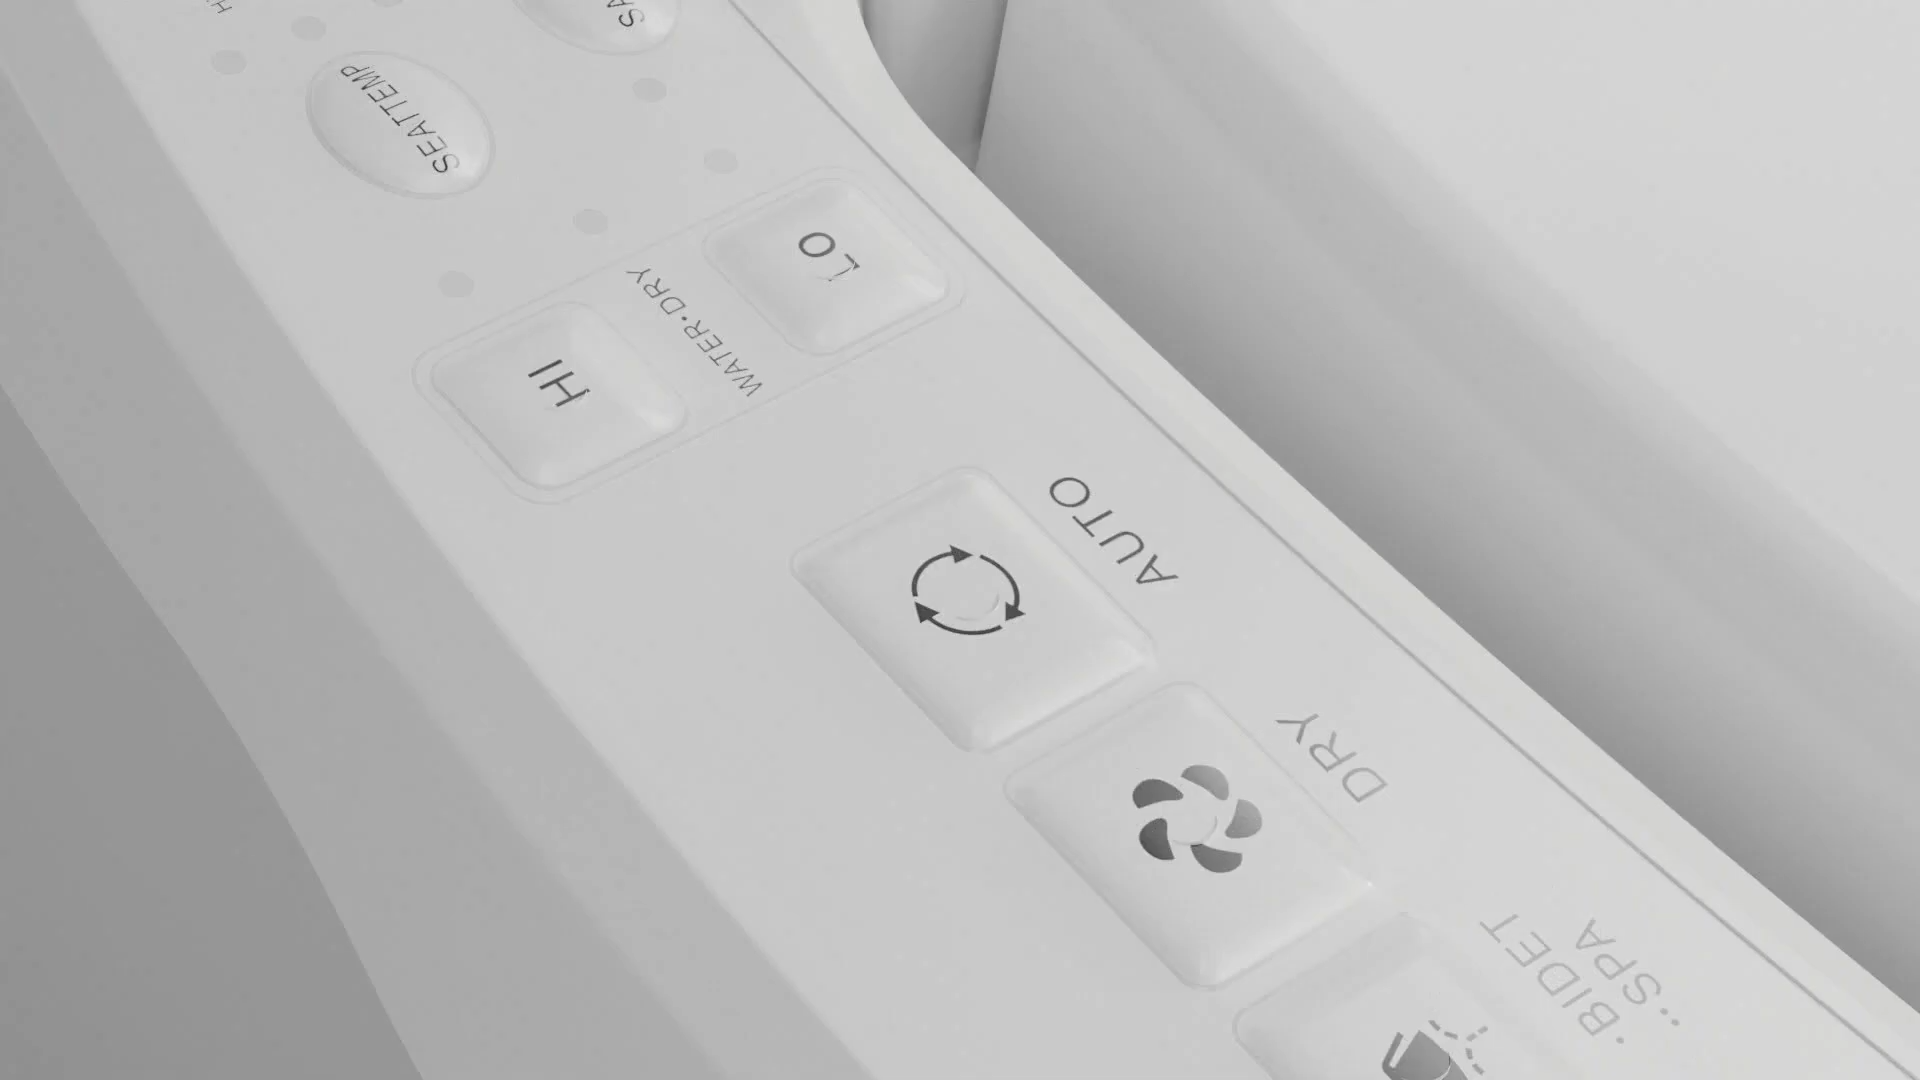 SEATTEMP
LO
WATER·DRY
HI
AUTO
DRY
·BIDET
··SPA